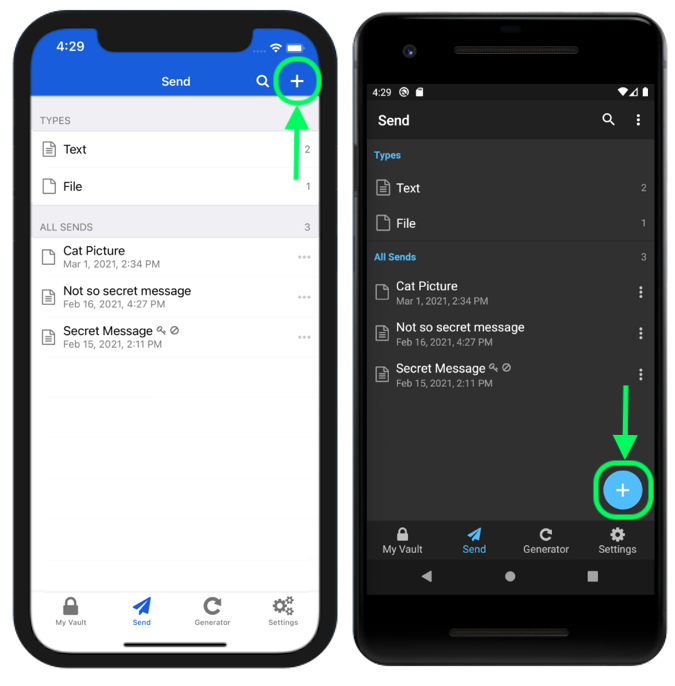 4:29
Send
TYPES
Text 2
File 1
ALL SENDS 3
Cat Picture
Mar 1, 2021, 2:34 PM
Not so secret message
Feb 16, 2021, 4:27 PM
Secret Message
Feb 15, 2021, 2:11 PM
My Vault Send Generator Settings
4:29
Send
Types
Text 2
File 1
All Sends 3
Cat Picture
Mar 1, 2021, 2:34 PM
Not so secret message
Feb 16, 2021, 4:27 PM
Secret Message
Feb 15, 2021, 2:11 PM
My Vault Send Generator Settings